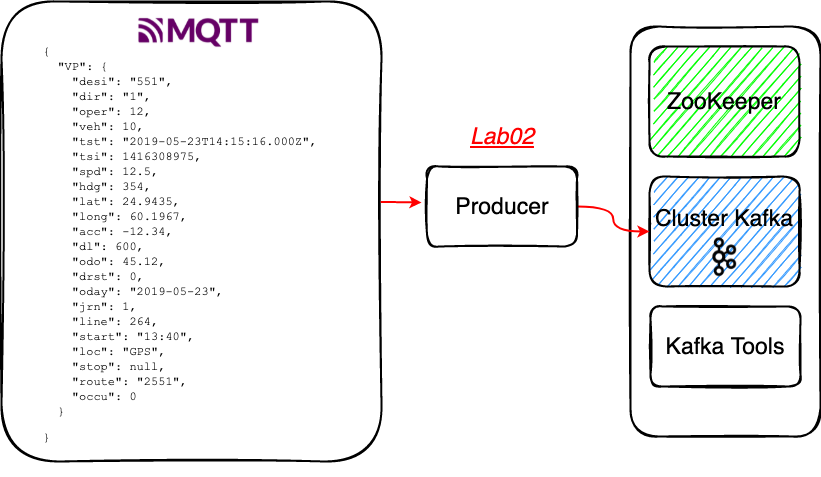 MQTT
{
"VP": {
"desi": "551",
"dir": "1",
"oper": 12,
"veh": 10,
"tst": "2019-05-23T14:15:16.000Z",
"tsi": 1416308975,
"spd": 12.5,
"hdg": 354,
"lat": 24.9435,
"long": 60.1967,
"acc": -12.34,
"dl": 600,
"odo": 45.12,
"drst": 0,
"oday": "2019-05-23",
"jrn": 1,
"line": 264,
"start": "13:40",
"loc": "GPS",
"stop": null,
"route": "2551",
"occu": 0
}
}
Lab02
Producer
ZooKeeper
Cluster Kafka
Kafka Tools